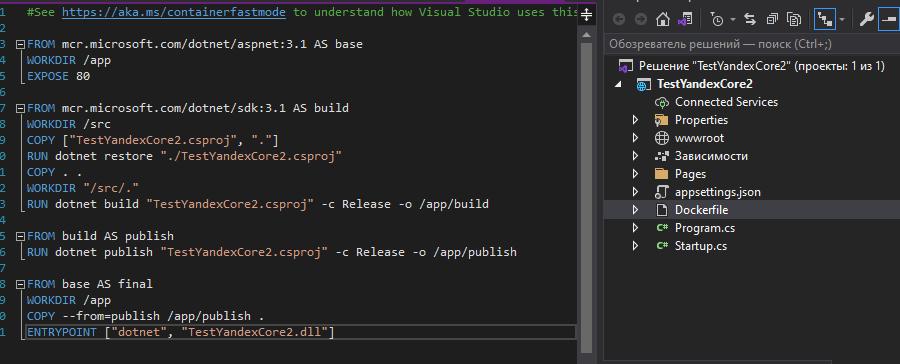 #See https://aka.ms/containerfastmode to understand how Visual Studio uses this
FROM mcr.microsoft.com/dotnet/aspnet:3.1 AS base
WORKDIR /app
EXPOSE 80
FROM mcr.microsoft.com/dotnet/sdk:3.1 AS build
WORKDIR /src
COPY ["TestYandexCore2.csproj", "."]
RUN dotnet restore "./TestYandexCore2.csproj"
COPY . .
WORKDIR "/src/."
RUN dotnet build "TestYandexCore2.csproj" -c Release -o /app/build
FROM build AS publish
RUN dotnet publish "TestYandexCore2.csproj" -c Release -o /app/publish
FROM base AS final
WORKDIR /app
COPY --from=publish /app/publish .
ENTRYPOINT ["dotnet", "TestYandexCore2.dll"]
Обозреватель решений — поиск (Ctrl+;)
Решение "TestYandexCore2" (проекты: 1 из 1)
TestYandexCore2
Connected Services
Properties
wwwroot
Зависимости
Pages
appsettings.json
Dockerfile
C# Program.cs
C# Startup.cs